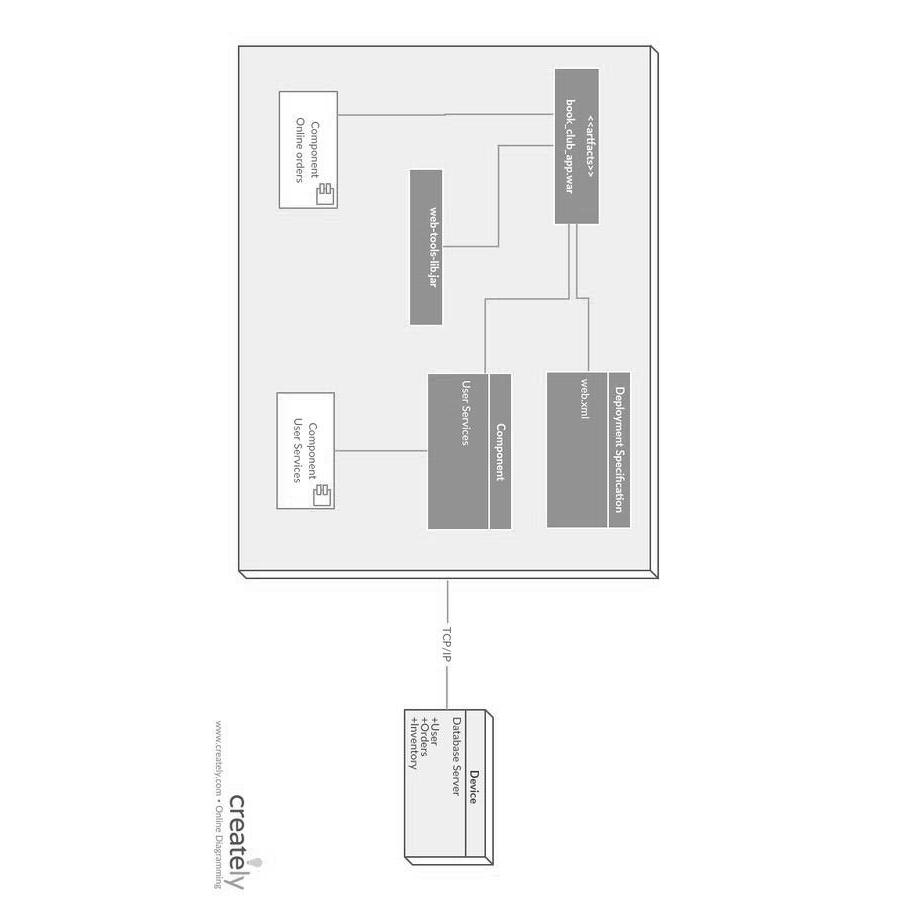 <<artfacts>>
book_club_app.war
Deployment Specification
web.xml
Component
User Services
web-tools-lib.jar
Component
Online orders
Component
User Services
TCP/IP
Device
Database Server
+User
+Orders
+Inventory
creately
www.creately.com • Online Diagramming